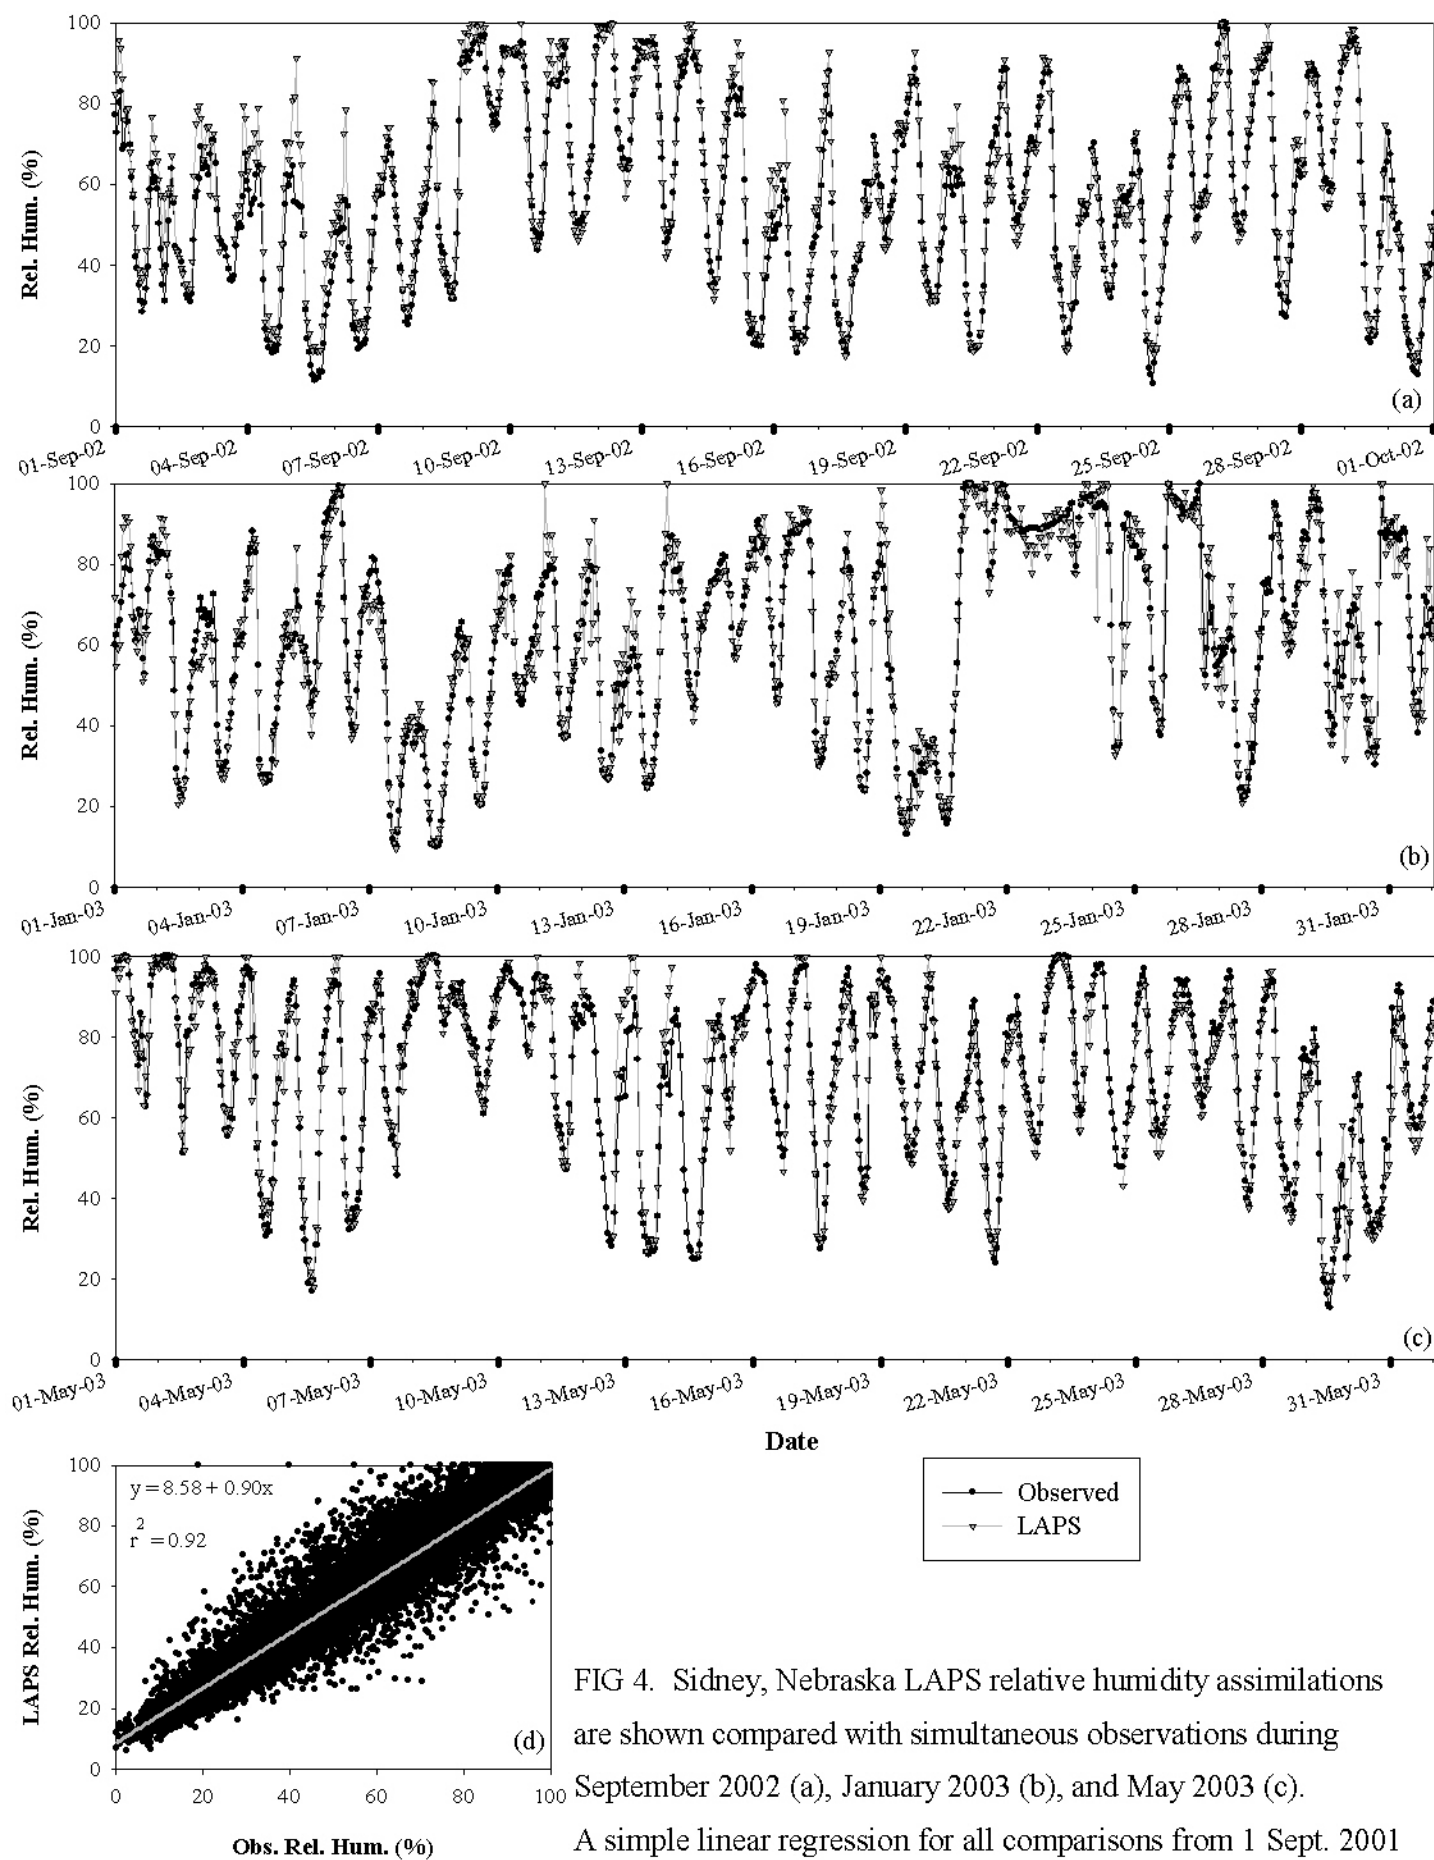 100
80
60
40
20
0
Rel. Hum. (%)
(a)
01-Sep-02
04-Sep-02
07-Sep-02
10-Sep-02
13-Sep-02
16-Sep-02
19-Sep-02
22-Sep-02
25-Sep-02
28-Sep-02
01-Oct-02
100
80
60
40
20
0
Rel. Hum. (%)
(b)
01-Jan-03
04-Jan-03
07-Jan-03
10-Jan-03
13-Jan-03
16-Jan-03
19-Jan-03
22-Jan-03
25-Jan-03
28-Jan-03
31-Jan-03
100
80
60
40
20
0
Rel. Hum. (%)
(c)
01-May-03
04-May-03
07-May-03
10-May-03
13-May-03
16-May-03
19-May-03
22-May-03
25-May-03
28-May-03
31-May-03
Date
100
80
60
40
20
0
LAPS Rel. Hum. (%)
y = 8.58 + 0.90x
r² = 0.92
(d)
0
20
40
60
80
100
Obs. Rel. Hum. (%)
Observed
LAPS
FIG 4. Sidney, Nebraska LAPS relative humidity assimilations
are shown compared with simultaneous observations during
September 2002 (a), January 2003 (b), and May 2003 (c).
A simple linear regression for all comparisons from 1 Sept. 2001